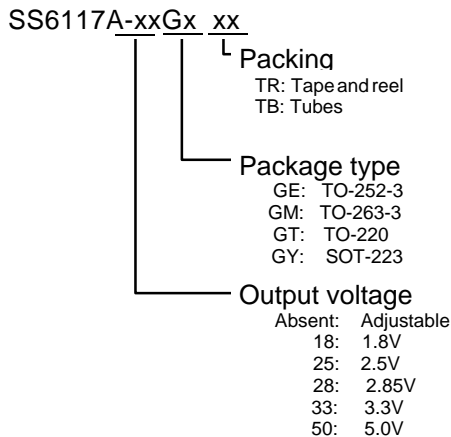 SS6117A-xxGx xx
Packing
TR: Tape and reel
TB: Tubes
Package type
GE: TO-252-3
GM: TO-263-3
GT: TO-220
GY: SOT-223
Output voltage
Absent: Adjustable
18: 1.8V
25: 2.5V
28: 2.85V
33: 3.3V
50: 5.0V